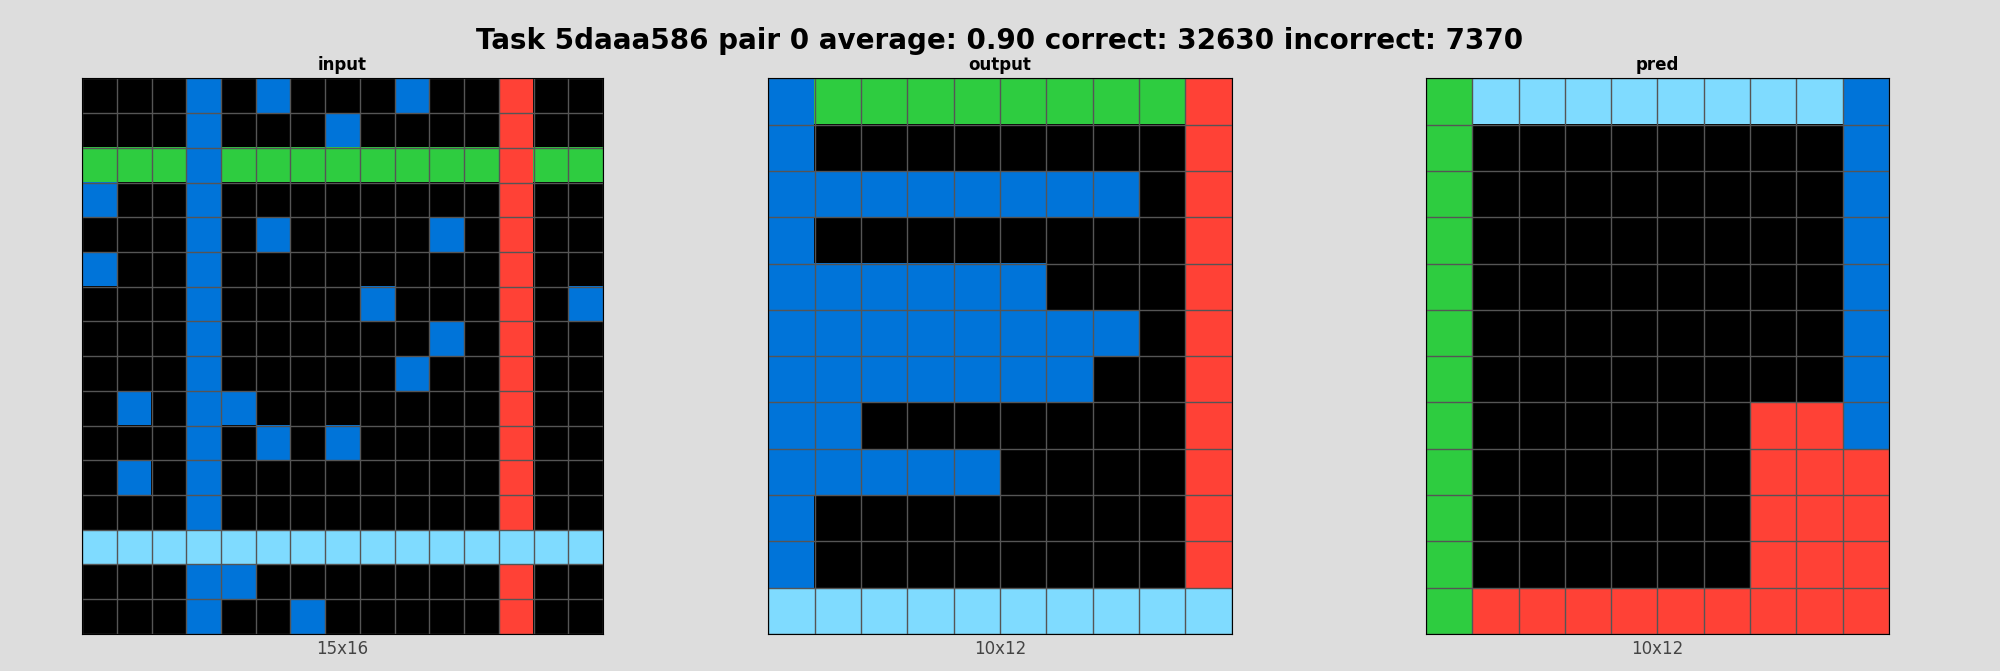 Task 5daaa586 pair 0 average: 0.90 correct: 32630 incorrect: 7370
input
output
pred
15x16
10x12
10x12